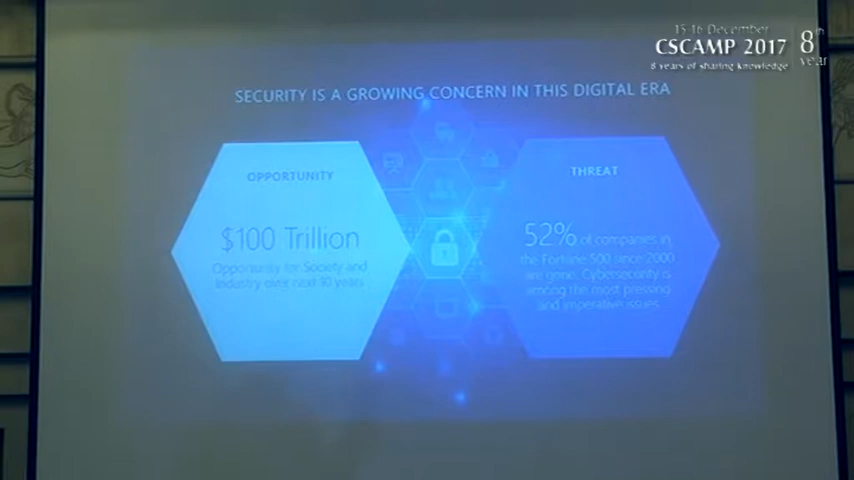 15-16 December
CSCAMP 2017
8 years of sharing knowledge
8th
year
SECURITY IS A GROWING CONCERN IN THIS DIGITAL ERA
OPPORTUNITY
$100 Trillion
Opportunity for Society and
Industry over next 10 years
THREAT
52% of companies in
the Fortune 500 since 2000
are gone. Cybersecurity is
among the most pressing
and imperative issues.